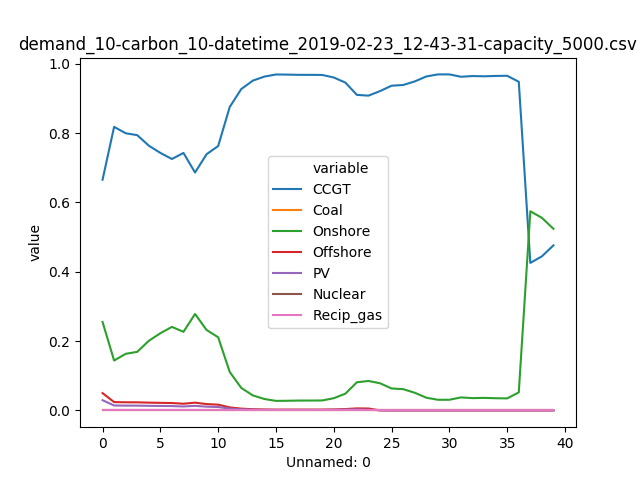 demand_10-carbon_10-datetime_2019-02-23_12-43-31-capacity_5000.csv
1.0
0.8
0.6
0.4
0.2
0.0
value
variable
CCGT
Coal
Onshore
Offshore
PV
Nuclear
Recip_gas
0 5 10 15 20 25 30 35 40
Unnamed: 0